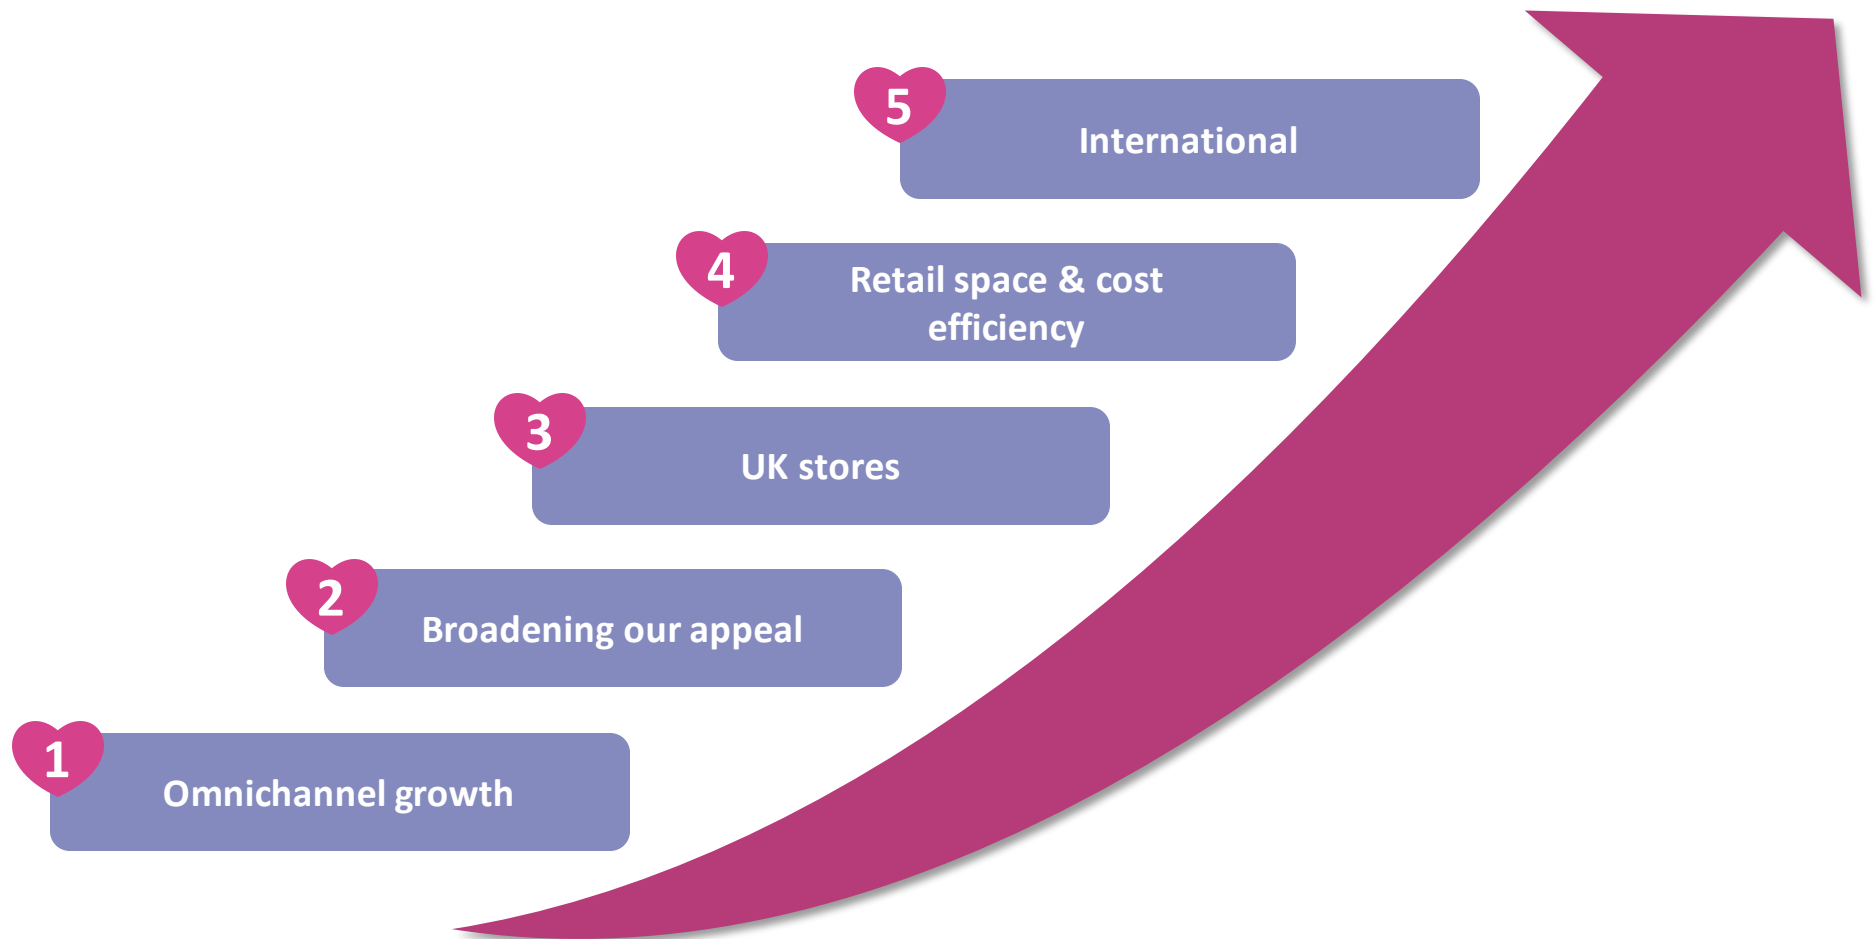 5
International
4
Retail space & cost
efficiency
3
UK stores
2
Broadening our appeal
1
Omnichannel growth